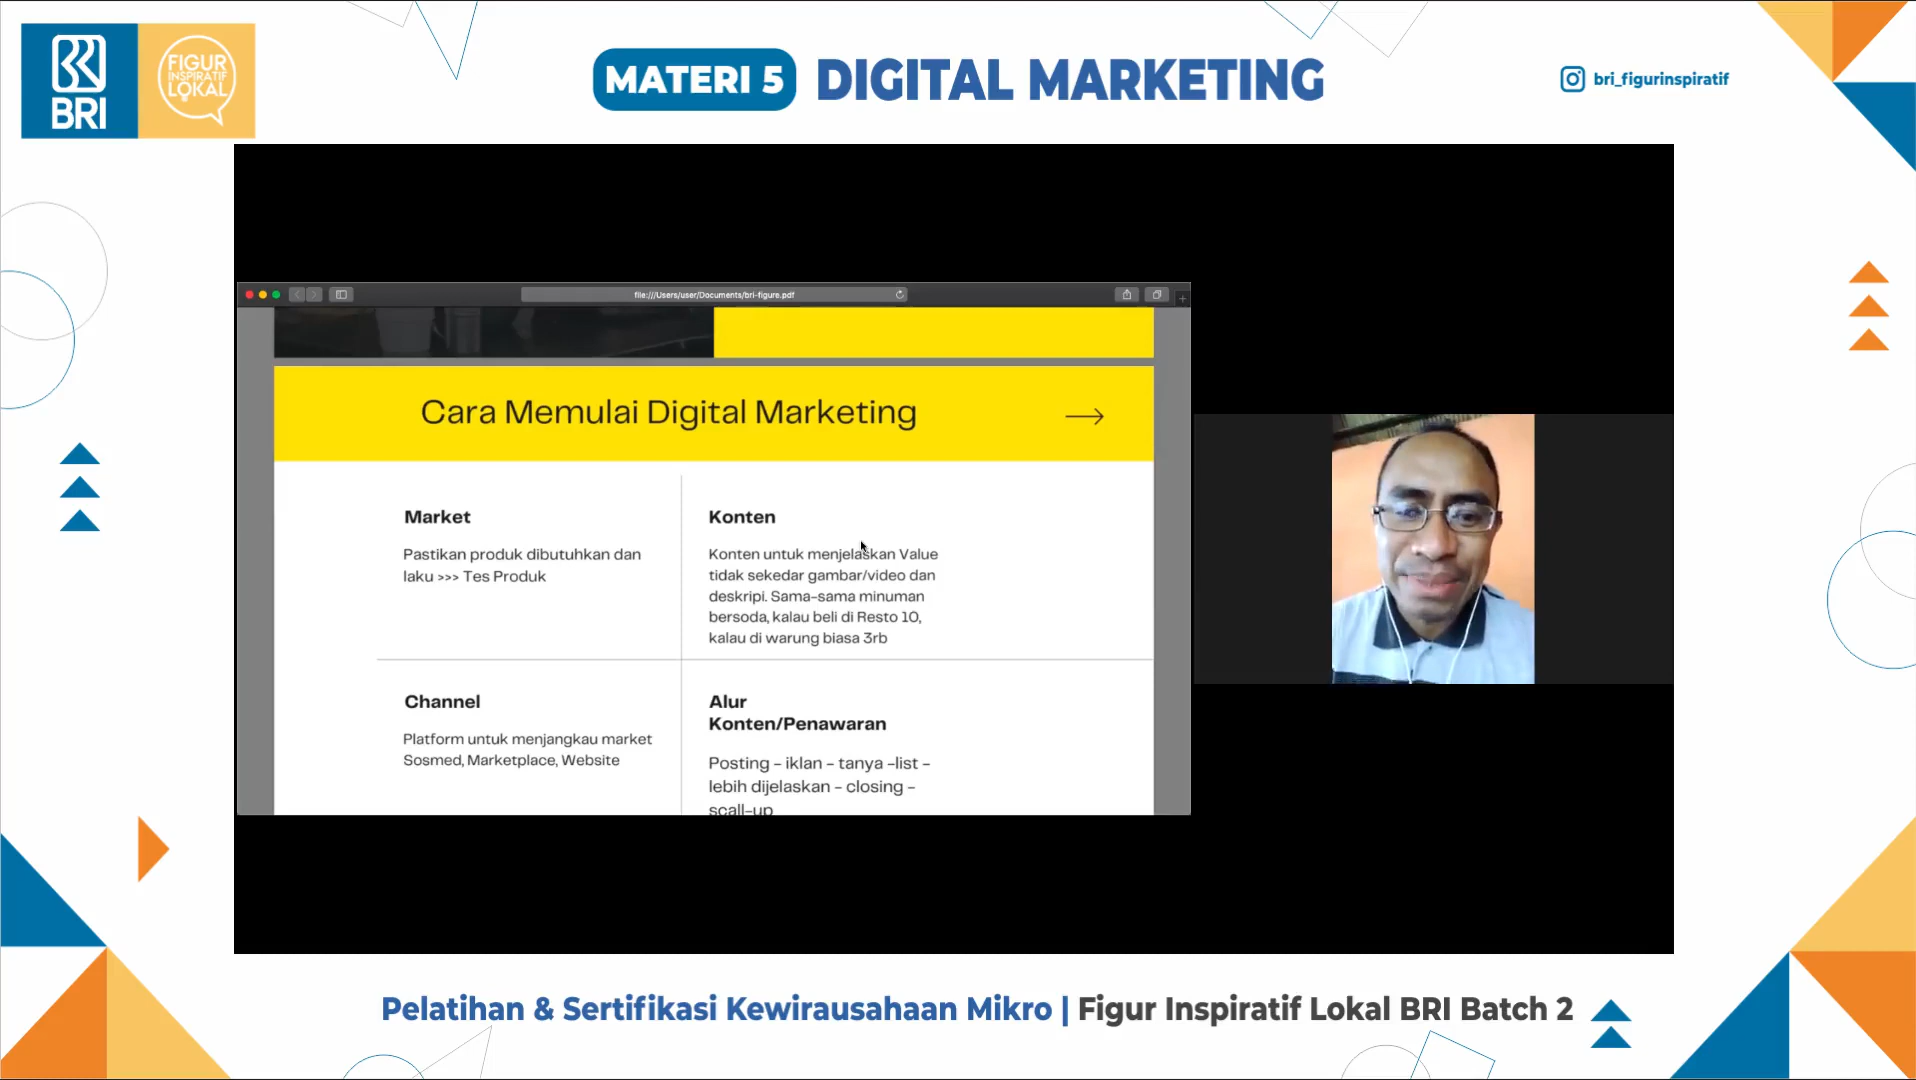 BRI
FIGUR
INSPIRATIF
LOKAL
MATERI 5 DIGITAL MARKETING
bri_figurinspiratif
file:///Users/user/Documents/bri-figure.pdf
Cara Memulai Digital Marketing
Market
Pastikan produk dibutuhkan dan
laku >>> Tes Produk
Konten
Konten untuk menjelaskan Value
tidak sekedar gambar/video dan
deskripi. Sama-sama minuman
bersoda, kalau beli di Resto 10,
kalau di warung biasa 3rb
Channel
Platform untuk menjangkau market
Sosmed, Marketplace, Website
Alur
Konten/Penawaran
Posting - iklan - tanya -list -
lebih dijelaskan - closing -
scall-up
Pelatihan & Sertifikasi Kewirausahaan Mikro | Figur Inspiratif Lokal BRI Batch 2